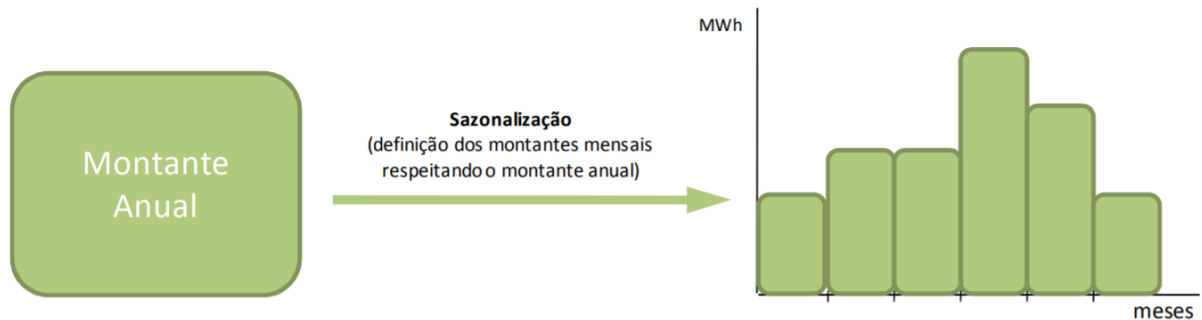 Montante
Anual
Sazonalização
(definição dos montantes mensais
respeitando o montante anual)
MWh
meses